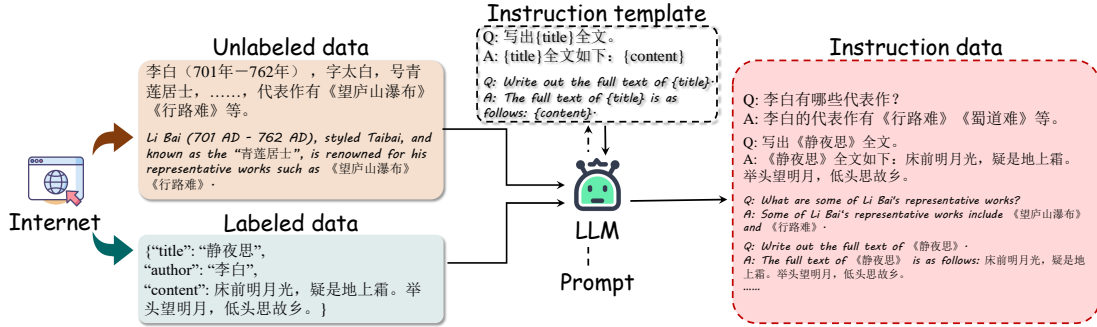 Internet
Unlabeled data
李白（701年－762年），字太白，号青
莲居士，……，代表作有《望庐山瀑布》
《行路难》等。
Li Bai (701 AD - 762 AD), styled Taibai, and
known as the “青莲居士”, is renowned for his
representative works such as 《望庐山瀑布》
《行路难》.
Labeled data
{“title”: “静夜思”,
“author”: “李白”,
“content”: 床前明月光，疑是地上霜。举
头望明月，低头思故乡。}
Instruction template
Q: 写出{title}全文。
A: {title}全文如下：{content}
Q: Write out the full text of {title}.
A: The full text of {title} is as
follows: {content}.
LLM
Prompt
Instruction data
Q: 李白有哪些代表作？
A: 李白的代表作有《行路难》《蜀道难》等。
Q: 写出《静夜思》全文。
A: 《静夜思》全文如下：床前明月光，疑是地上霜。
举头望明月，低头思故乡。
Q: What are some of Li Bai's representative works?
A: Some of Li Bai's representative works include 《望庐山瀑布》
and 《行路难》.
Q: Write out the full text of 《静夜思》.
A: The full text of 《静夜思》 is as follows: 床前明月光，疑是地
上霜。举头望明月，低头思故乡。
……